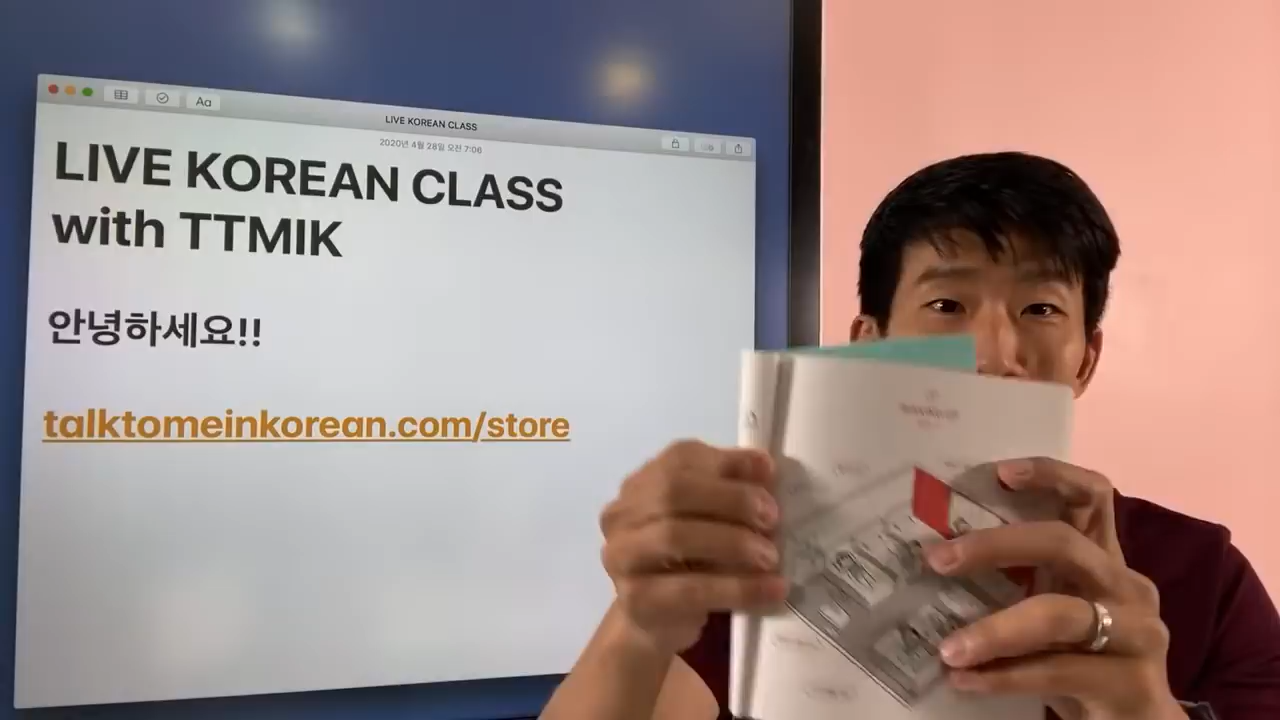 Aa
LIVE KOREAN CLASS
2020년 4월 28일 오전 7:06
LIVE KOREAN CLASS
with TTMIK
안녕하세요!!
talktomeinkorean.com/store